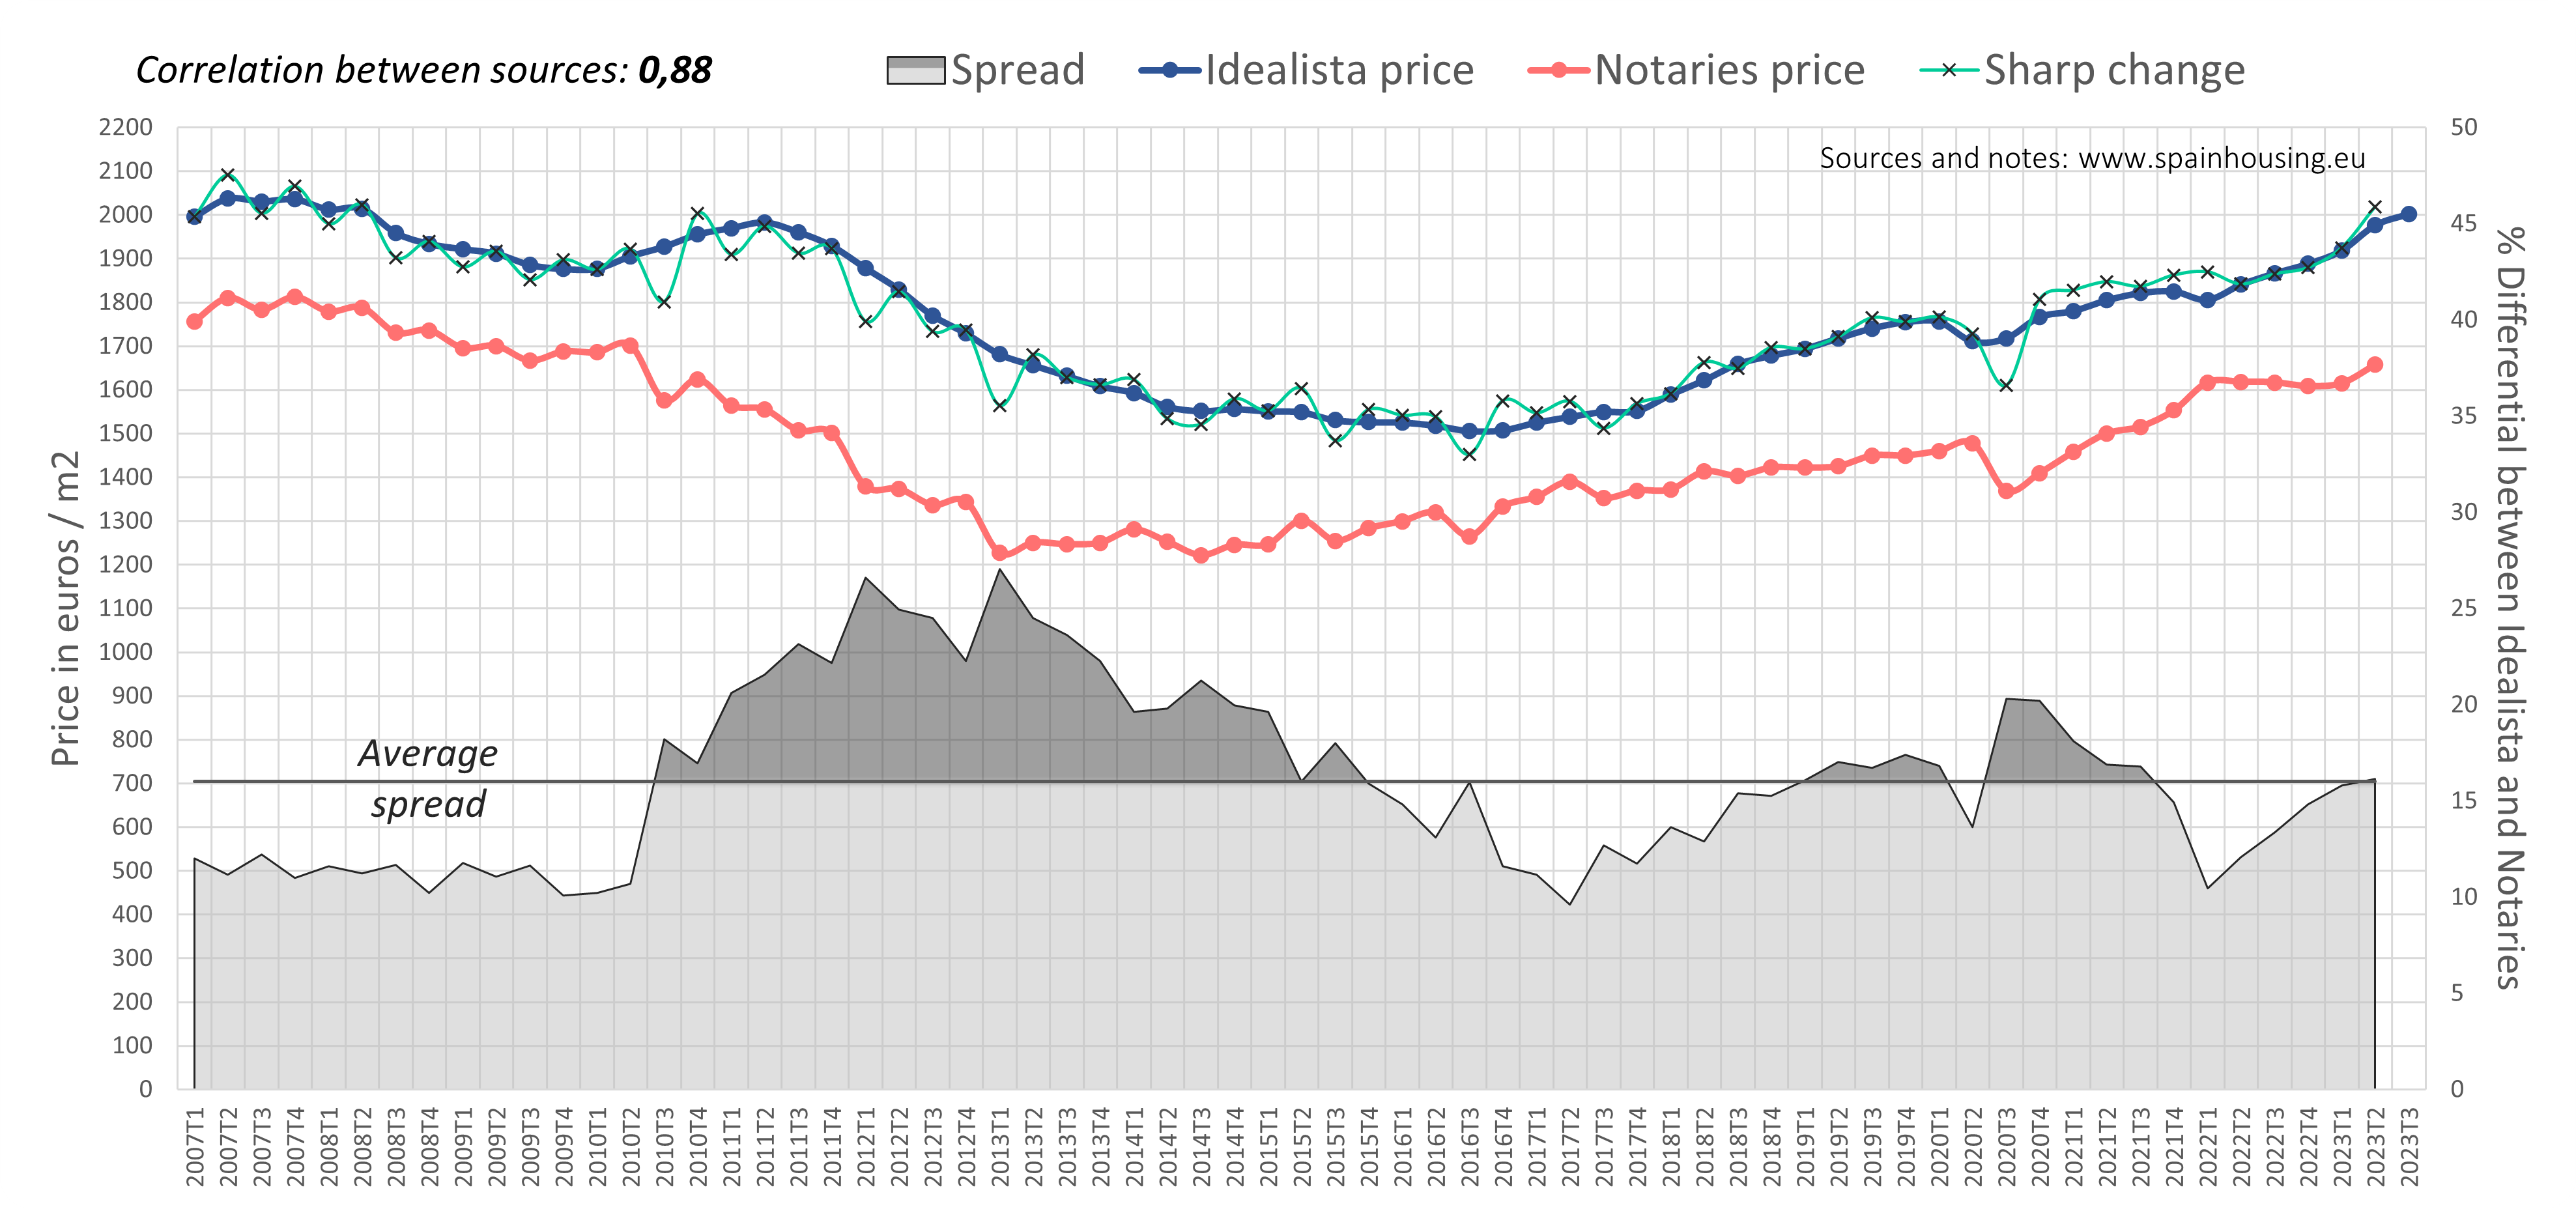 Correlation between sources: 0,88
Spread
Idealista price
Notaries price
Sharp change
Sources and notes: www.spainhousing.eu
Price in euros / m2
2200
2100
2000
1900
1800
1700
1600
1500
1400
1300
1200
1100
1000
900
800
700
600
500
400
300
200
100
0
Average
spread
50
45
40
35
30
25
20
15
10
5
0
% Differential between Idealista and Notaries
2007T1
2007T2
2007T3
2007T4
2008T1
2008T2
2008T3
2008T4
2009T1
2009T2
2009T3
2009T4
2010T1
2010T2
2010T3
2010T4
2011T1
2011T2
2011T3
2011T4
2012T1
2012T2
2012T3
2012T4
2013T1
2013T2
2013T3
2013T4
2014T1
2014T2
2014T3
2014T4
2015T1
2015T2
2015T3
2015T4
2016T1
2016T2
2016T3
2016T4
2017T1
2017T2
2017T3
2017T4
2018T1
2018T2
2018T3
2018T4
2019T1
2019T2
2019T3
2019T4
2020T1
2020T2
2020T3
2020T4
2021T1
2021T2
2021T3
2021T4
2022T1
2022T2
2022T3
2022T4
2023T1
2023T2
2023T3